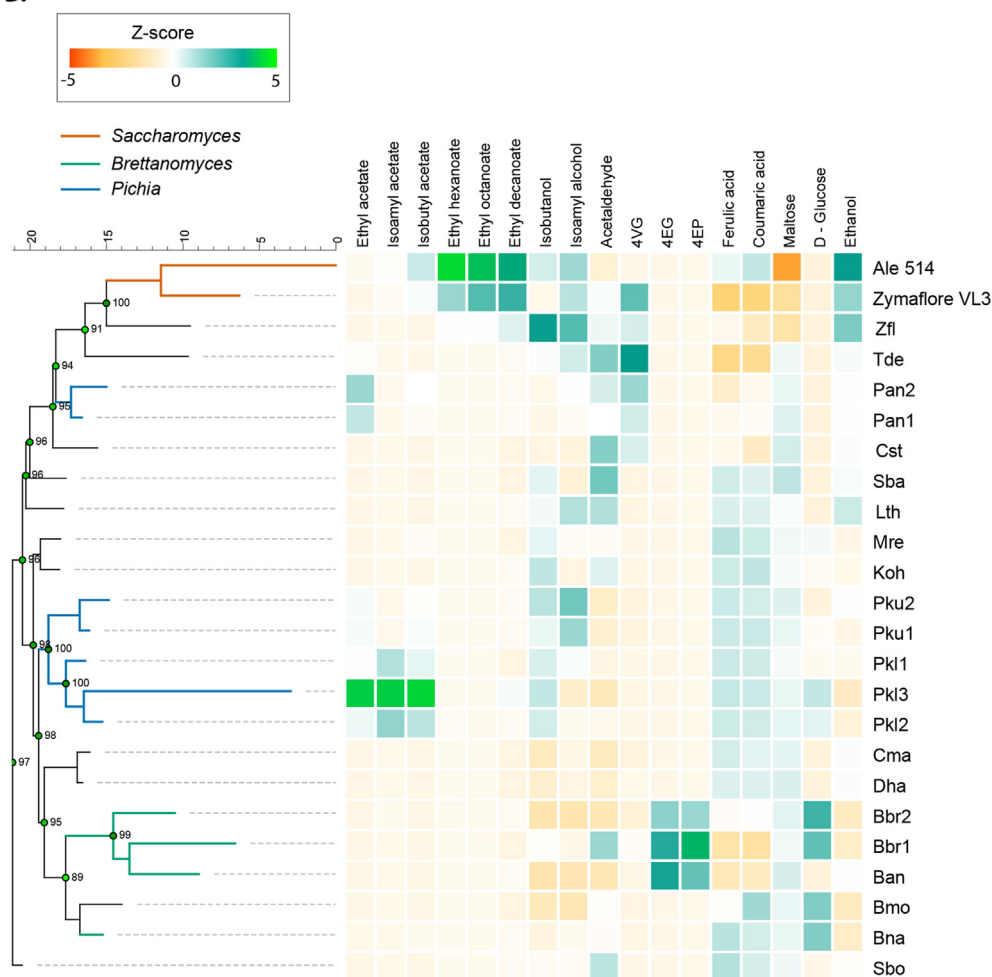 Z-score
-5 0 5
Saccharomyces
Brettanomyces
Pichia
20 15 10 5 0
Ethyl acetate
Isoamyl acetate
Isobutyl acetate
Ethyl hexanoate
Ethyl octanoate
Ethyl decanoate
Isobutanol
Isoamyl alcohol
Acetaldehyde
4VG
4EG
4EP
Ferulic acid
Coumaric acid
Maltose
D - Glucose
Ethanol
Ale 514
Zymaflore VL3
100
Zfl
91
Tde
94
Pan2
95
Pan1
96
Cst
96
Sba
Lth
Mre
96
Koh
Pku2
Pku1
98
100
Pkl1
100
Pkl3
Pkl2
98
Cma
97
Dha
Bbr2
95
99
Bbr1
Ban
89
Bmo
Bna
Sbo